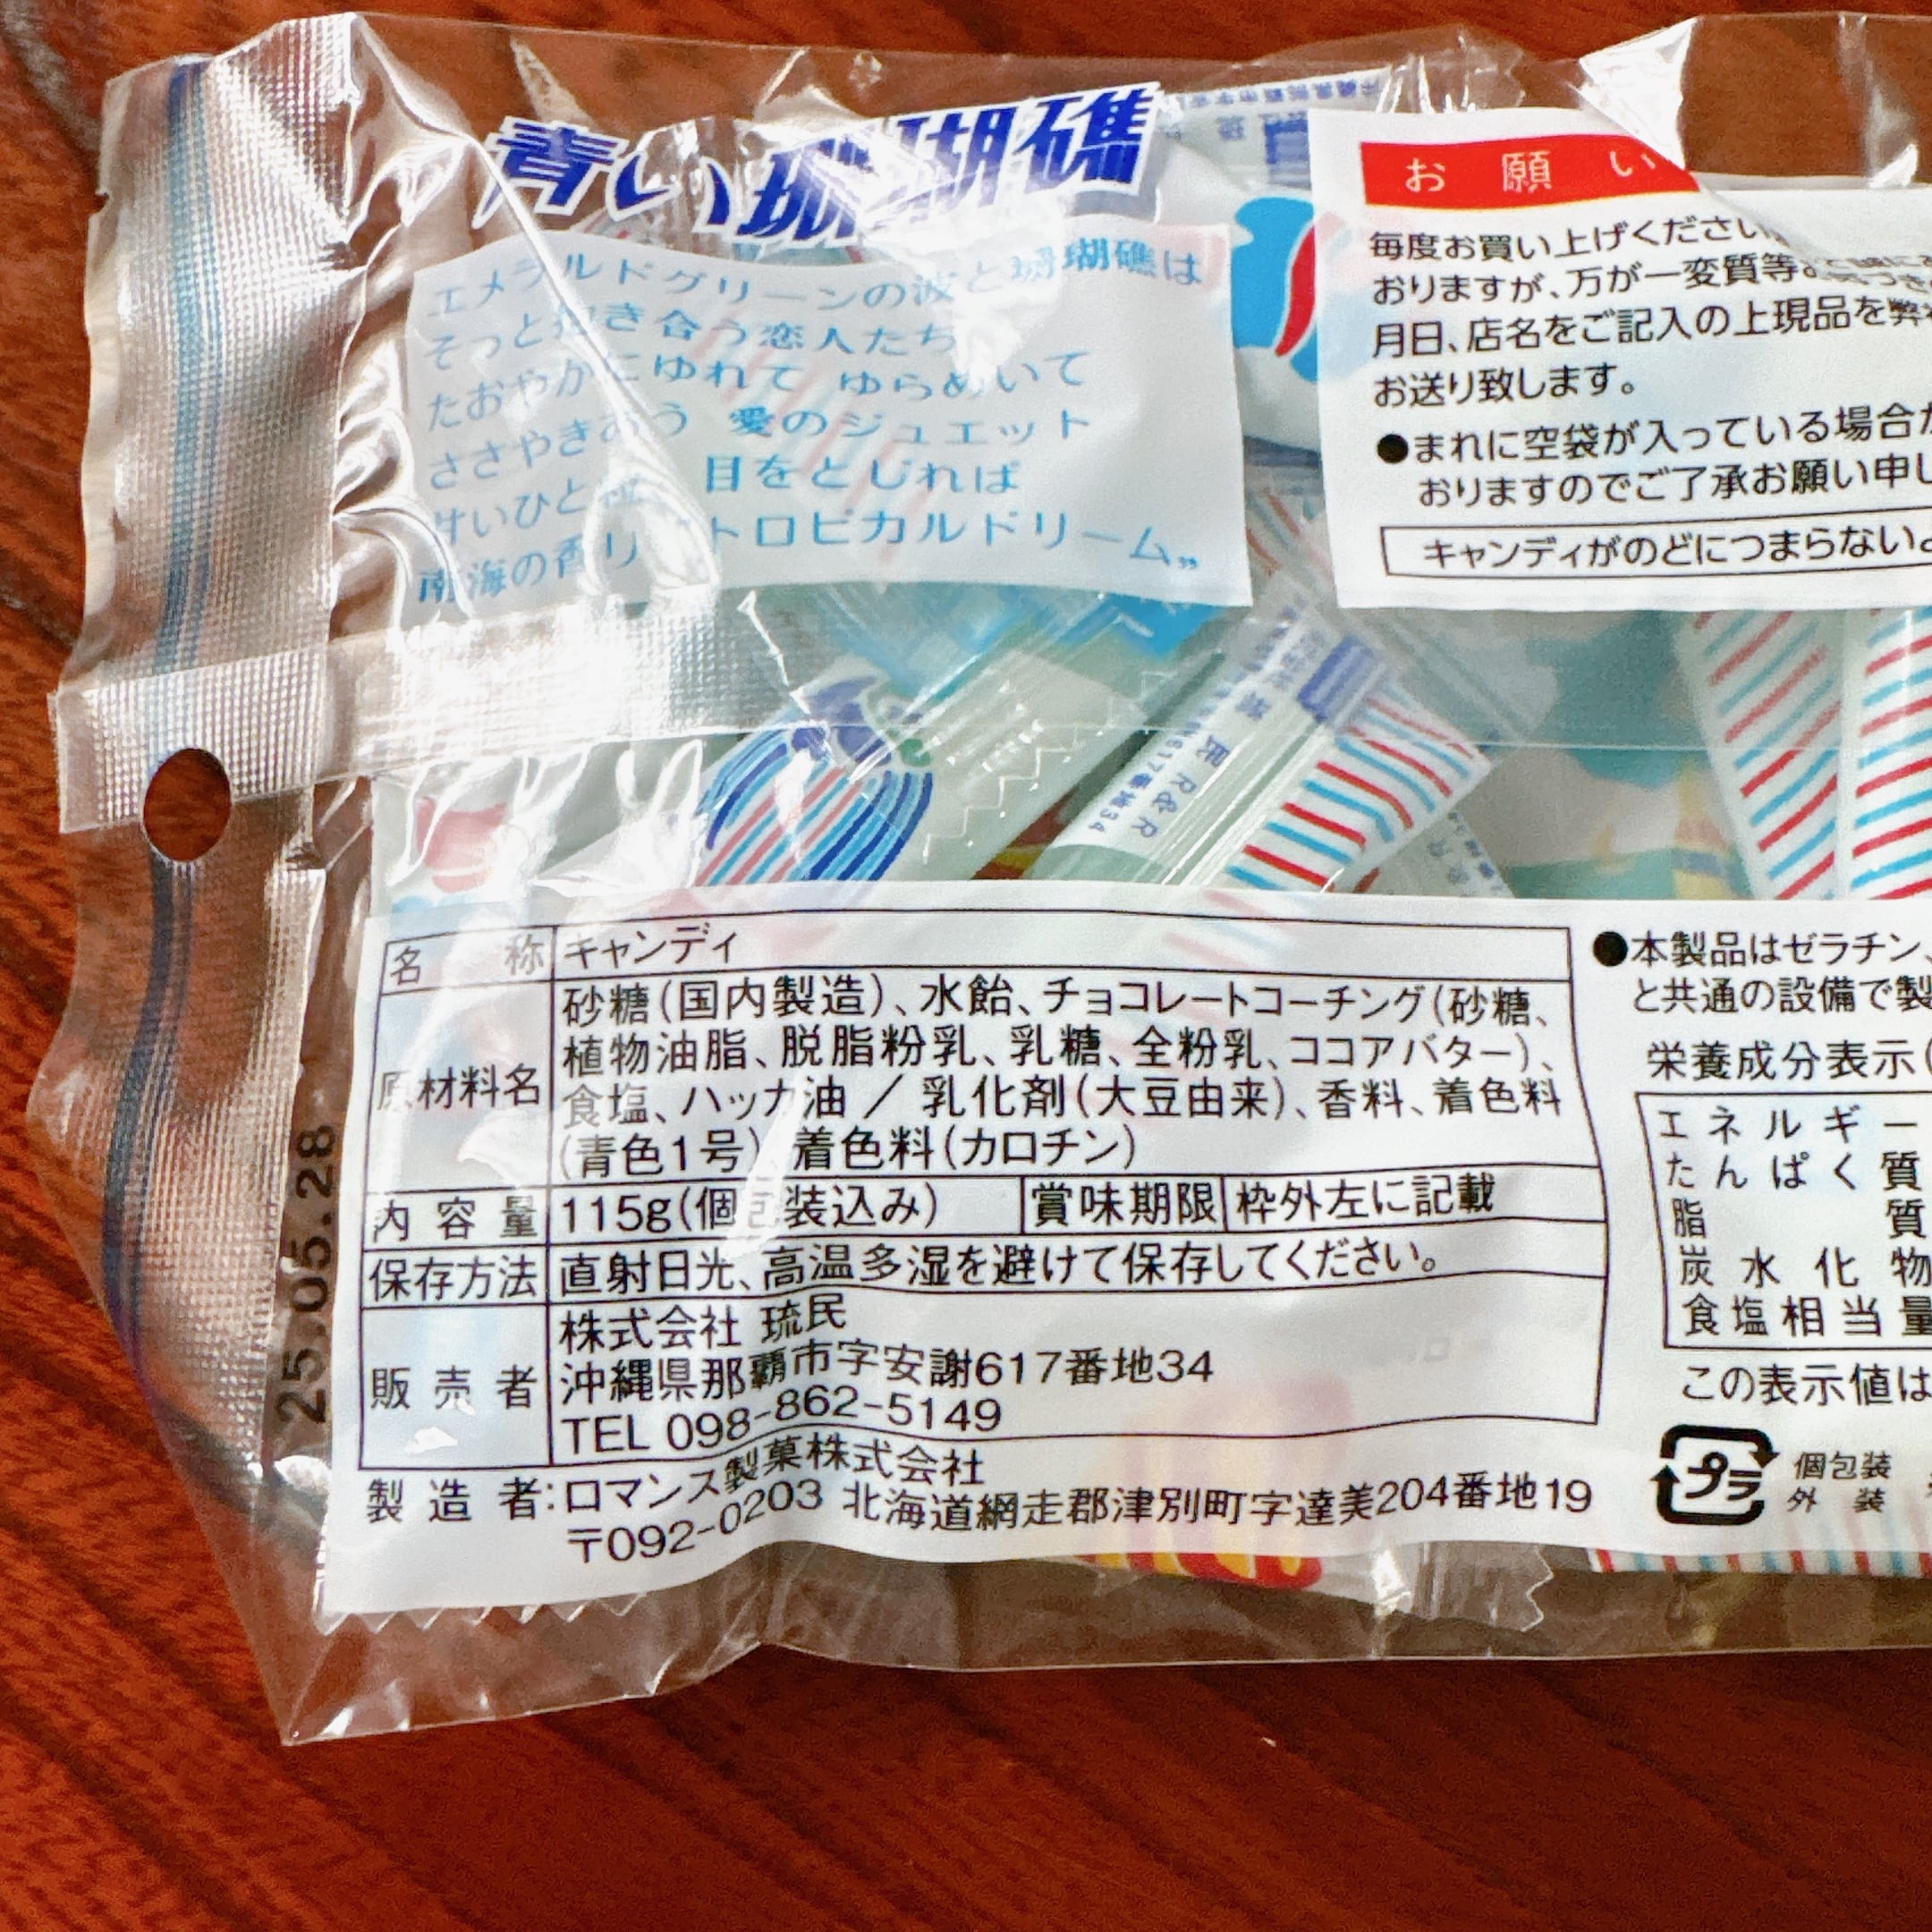 青い珊瑚礁
エメラルドグリーンの波と珊瑚礁は
そっと抱き合う恋人たち
たおやかにゆれて ゆらめいて
ささやきあう 愛のジュエット
甘いひと 目をとじれば
南海の香り トロピカルドリーム„
お願い
毎度お買い上げください
おりますが、万が一変質等
月日、店名をご記入の上現品を弊
お送り致します。
●まれに空袋が入っている場合が
おりますのでご了承お願い申し
キャンディがのどにつまらない
R&R
617番地34
名称 キャンディ
原材料名 砂糖(国内製造)、水飴、チョコレートコーチング(砂糖、
植物油脂、脱脂粉乳、乳糖、全粉乳、ココアバター)、
食塩、ハッカ油/乳化剤(大豆由来)、香料、着色料
(青色1号)、着色料(カロチン)
内容量 115g(個包装込み) 賞味期限 枠外左に記載
保存方法 直射日光、高温多湿を避けて保存してください。
販売者 株式会社 琉民
沖縄県那覇市字安謝617番地34
TEL 098-862-5149
製造者:ロマンス製菓株式会社
〒092-0203 北海道網走郡津別町字達美204番地19
25.05.28
●本製品はゼラチン、
と共通の設備で製
栄養成分表示(
エネルギー
たんぱく質
脂質
炭水化物
食塩相当量
この表示値は
プラ
個包装
外装